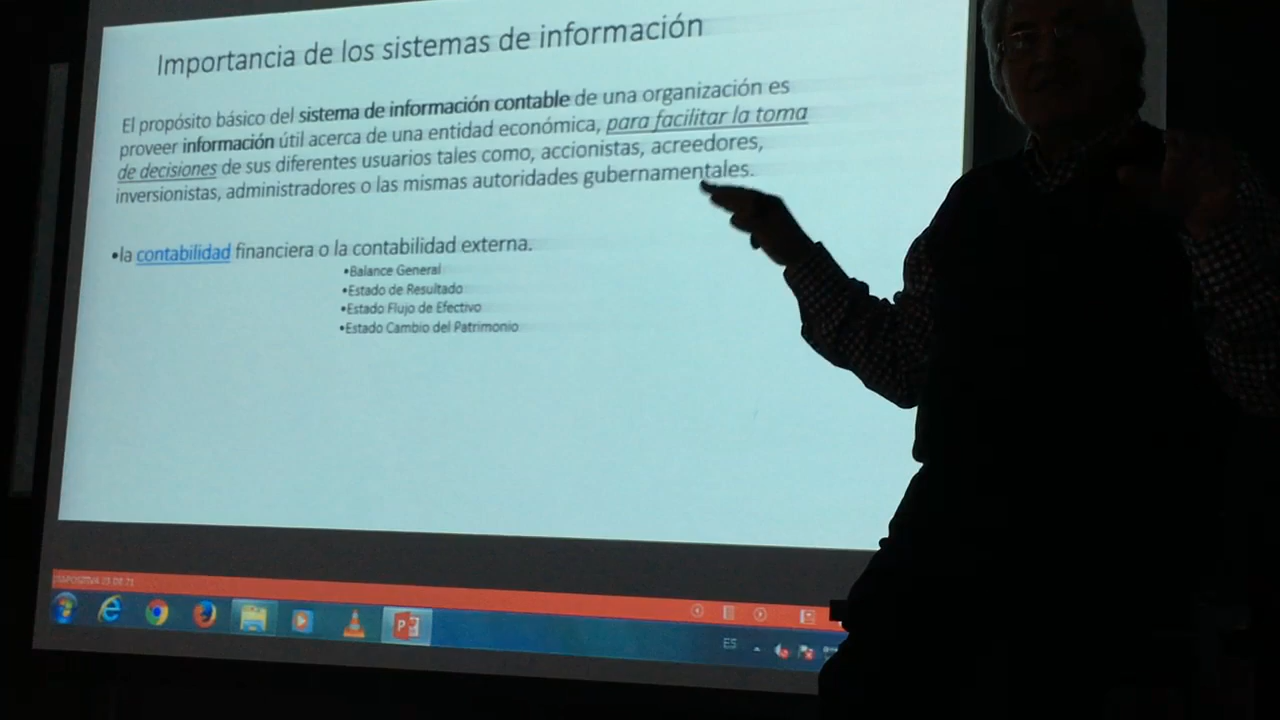 Importancia de los sistemas de información
El propósito básico del sistema de información contable de una organización es
proveer información útil acerca de una entidad económica, para facilitar la toma
de decisiones de sus diferentes usuarios tales como, accionistas, acreedores,
inversionistas, administradores o las mismas autoridades gubernamentales.
•la contabilidad financiera o la contabilidad externa.
•Balance General
•Estado de Resultado
•Estado Flujo de Efectivo
•Estado Cambio del Patrimonio
DE 71
ES